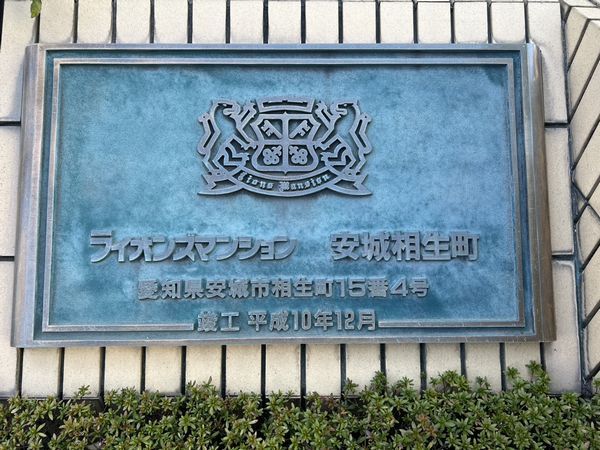 Lions Mansion
ライオンズマンション 安城相生町
愛知県安城市相生町15番4号
竣工 平成10年12月